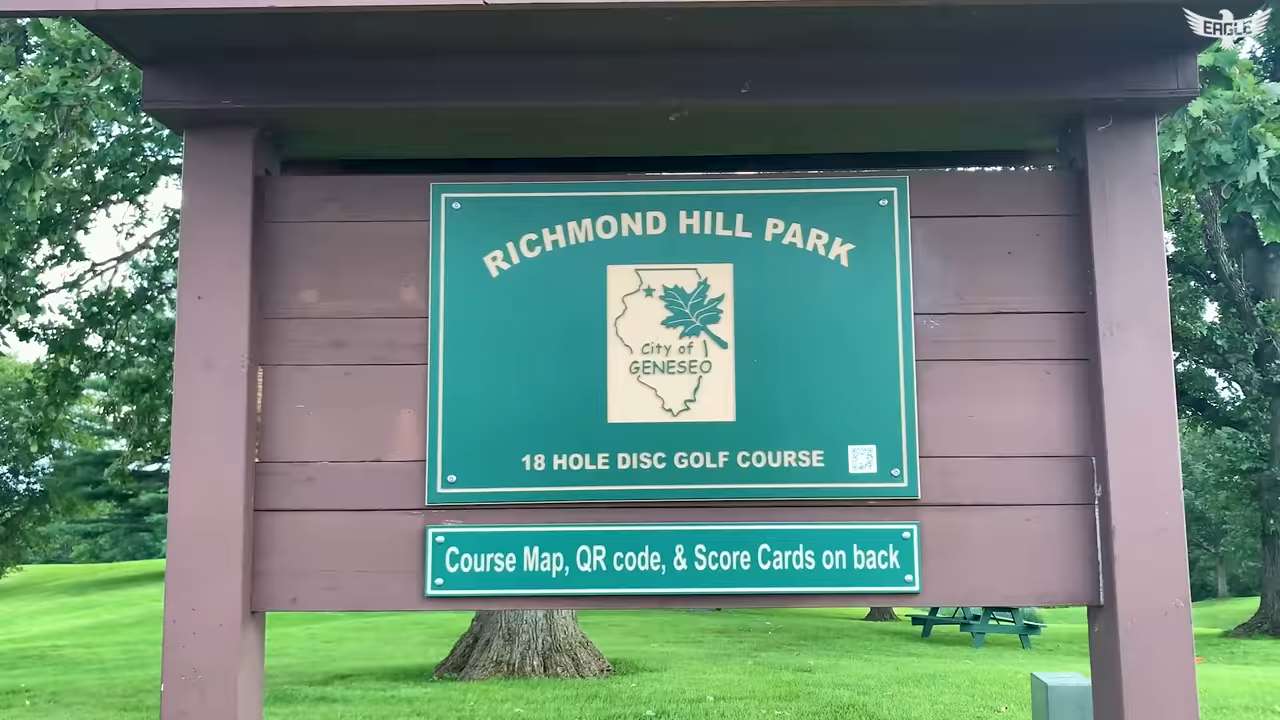 EAGLE
RICHMOND HILL PARK
City of
GENESEO
18 HOLE DISC GOLF COURSE
Course Map, QR code, & Score Cards on back